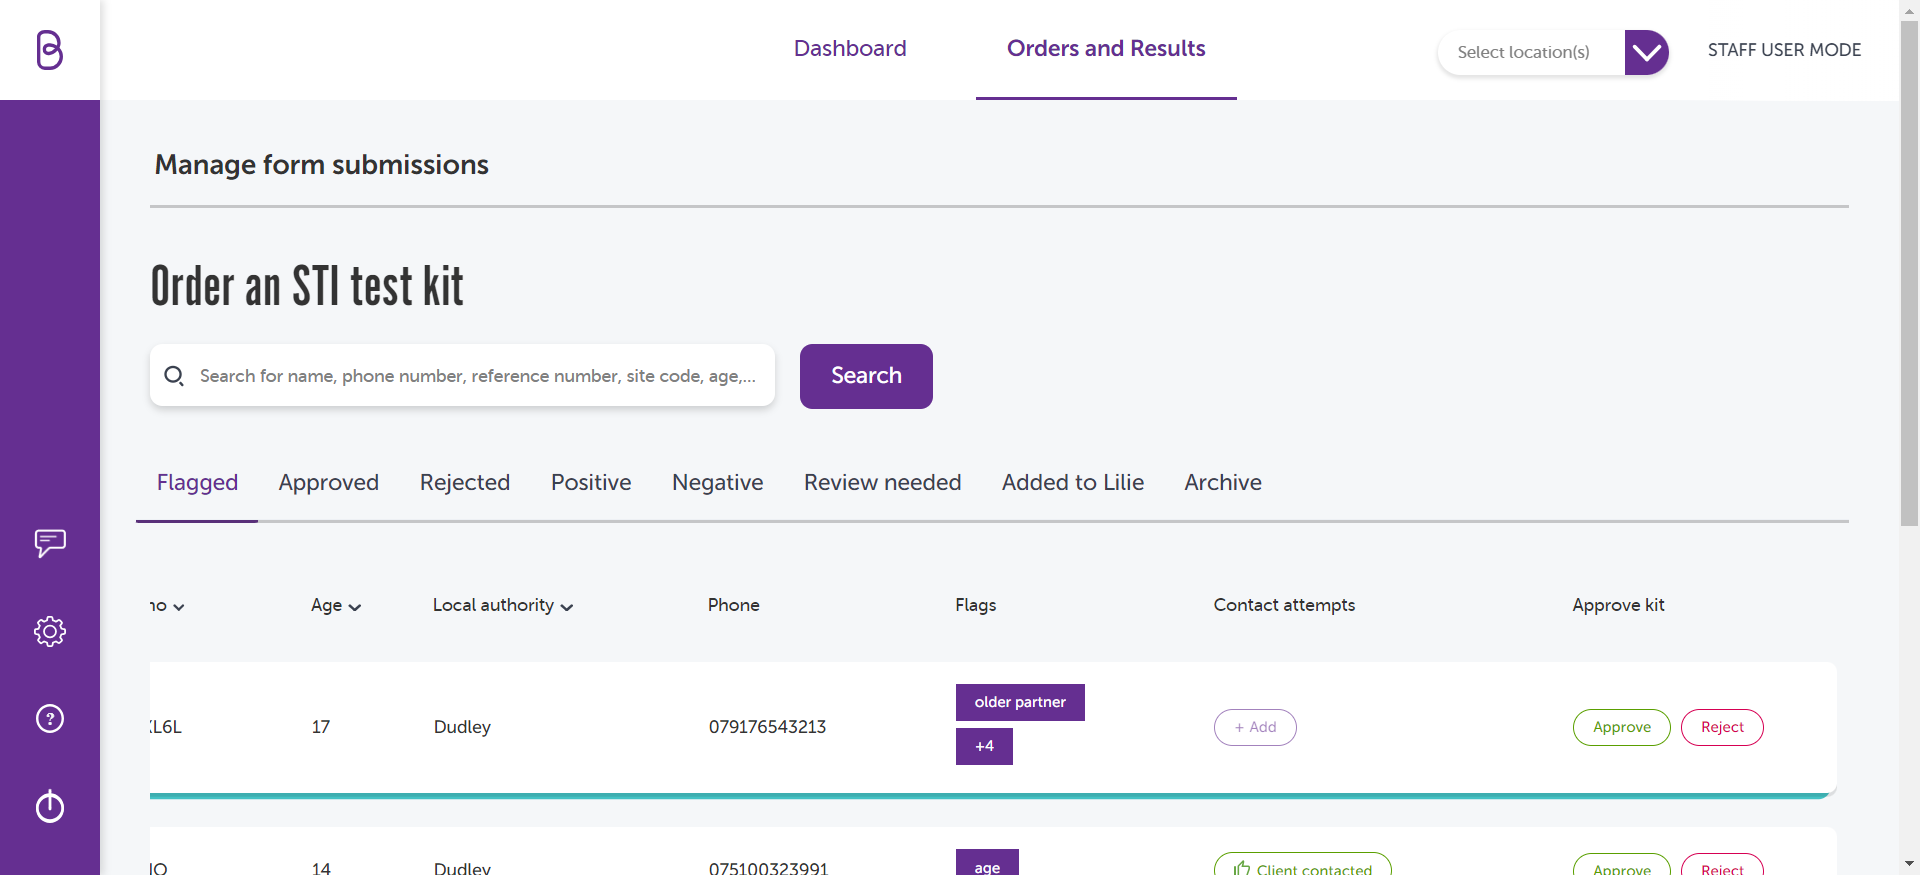 B
Dashboard
Orders and Results
Select location(s)
STAFF USER MODE
Manage form submissions
Order an STI test kit
Search for name, phone number, reference number, site code, age,...
Search
Flagged Approved Rejected Positive Negative Review needed Added to Lilie Archive
no Age Local authority Phone Flags Contact attempts Approve kit
L6L 17 Dudley 079176543213 older partner + Add Approve Reject
+4
14 Dudley 075100323991 age Client contacted Approve Reject